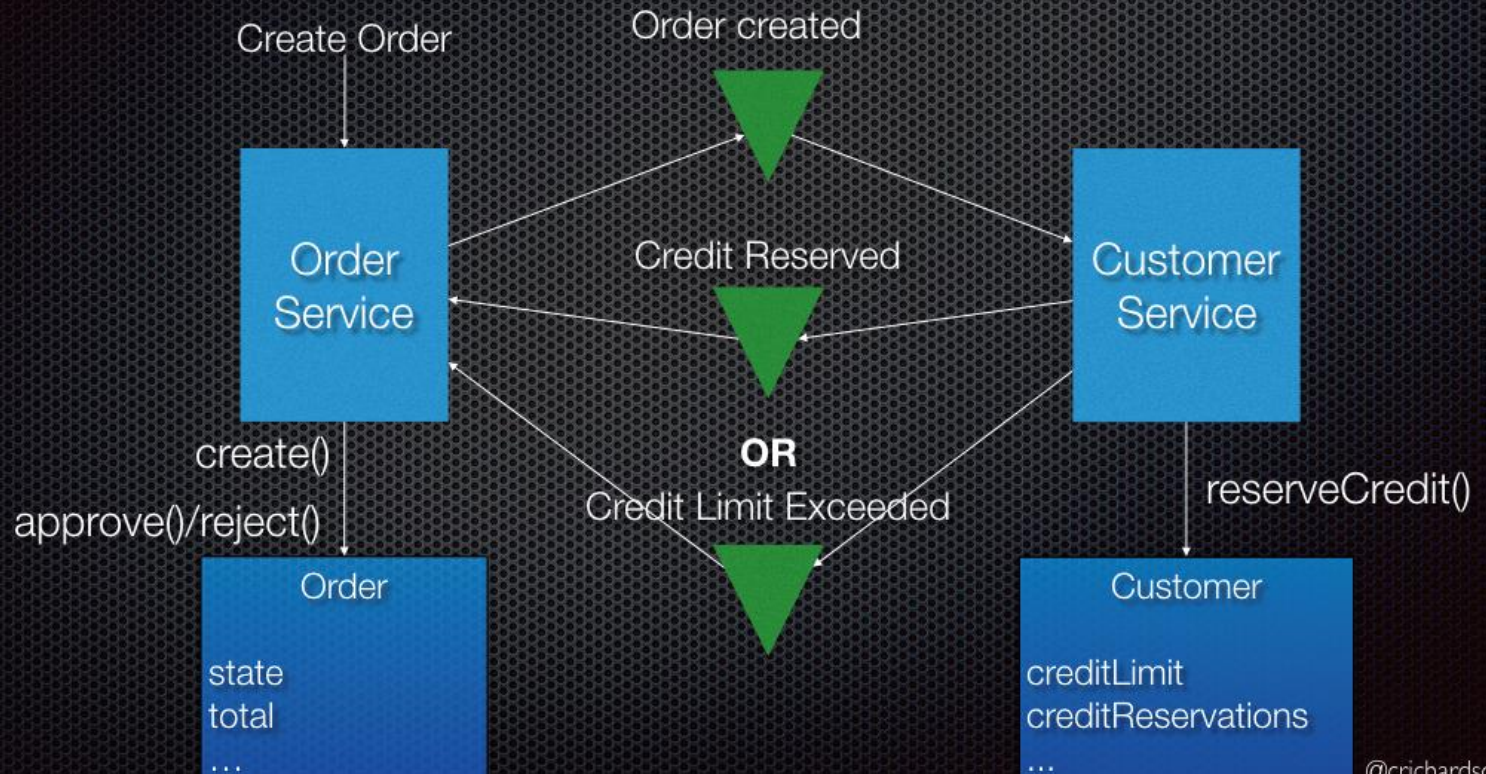 Create Order
Order created
Order
Service
Credit Reserved
Customer
Service
create()
approve()/reject()
OR
Credit Limit Exceeded
reserveCredit()
Order
state
total
...
Customer
creditLimit
creditReservations
...